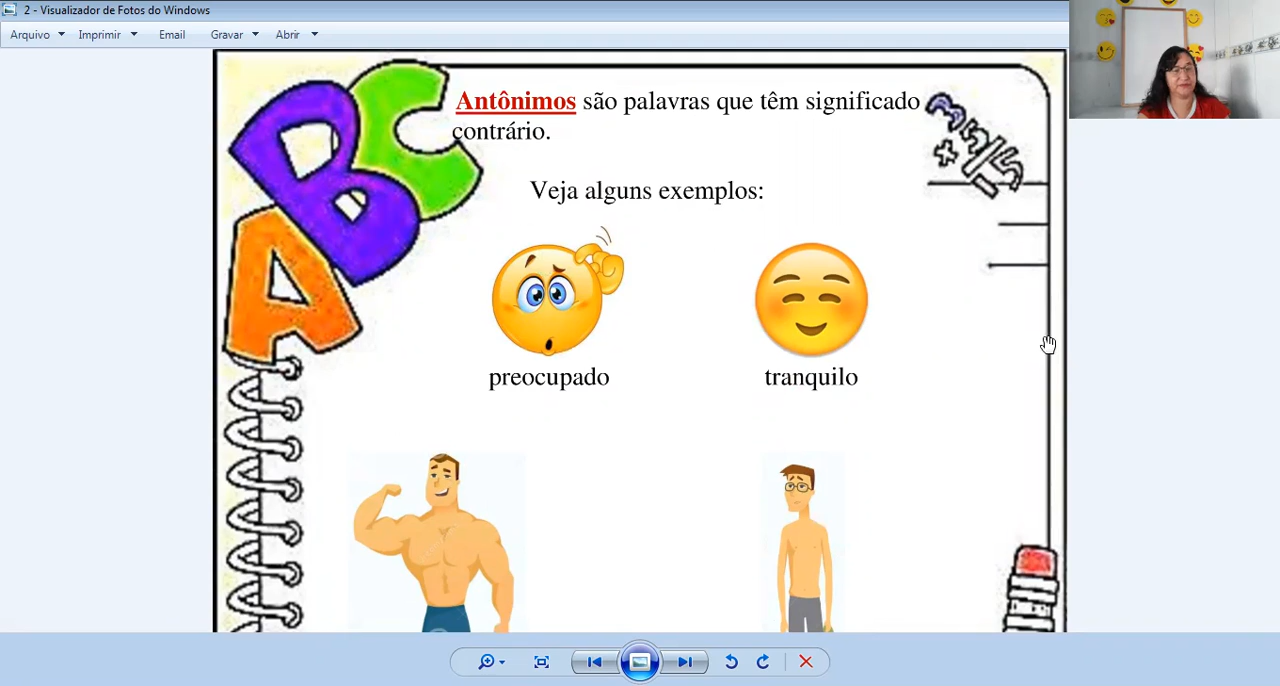 2 - Visualizador de Fotos do Windows
Arquivo Imprimir Email Gravar Abrir
ABC
Antônimos são palavras que têm significado
contrário.
Veja alguns exemplos:
preocupado tranquilo